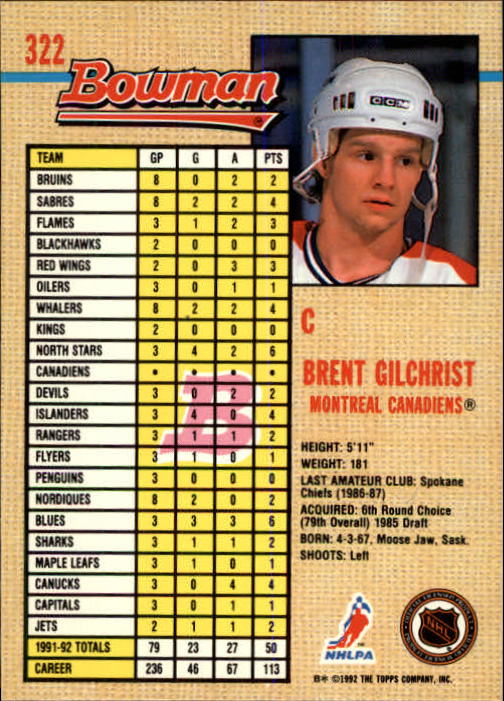 322
Bowman®
CCM
TEAM GP G A PTS
BRUINS 8 0 2 2
SABRES 8 2 2 4
FLAMES 3 1 2 3
BLACKHAWKS 2 0 0 0
RED WINGS 2 0 3 3
OILERS 3 0 1 1
WHALERS 8 2 2 4
KINGS 2 0 0 0
NORTH STARS 3 4 2 6
CANADIENS • • • •
DEVILS 3 0 2 2
ISLANDERS 3 4 0 4
RANGERS 3 1 1 2
FLYERS 3 1 0 1
PENGUINS 3 0 0 0
NORDIQUES 8 2 0 2
BLUES 3 3 3 6
SHARKS 3 1 1 2
MAPLE LEAFS 3 1 0 1
CANUCKS 3 0 4 4
CAPITALS 3 0 1 1
JETS 2 1 1 2
1991-92 TOTALS 79 23 27 50
CAREER 236 46 67 113
B
C
BRENT GILCHRIST
MONTREAL CANADIENS®
HEIGHT: 5'11"
WEIGHT: 181
LAST AMATEUR CLUB: Spokane
Chiefs (1986-87)
ACQUIRED: 6th Round Choice
(79th Overall) 1985 Draft
BORN: 4-3-67, Moose Jaw, Sask.
SHOOTS: Left
NHLPA
NHL
B* ©1992 THE TOPPS COMPANY, INC.